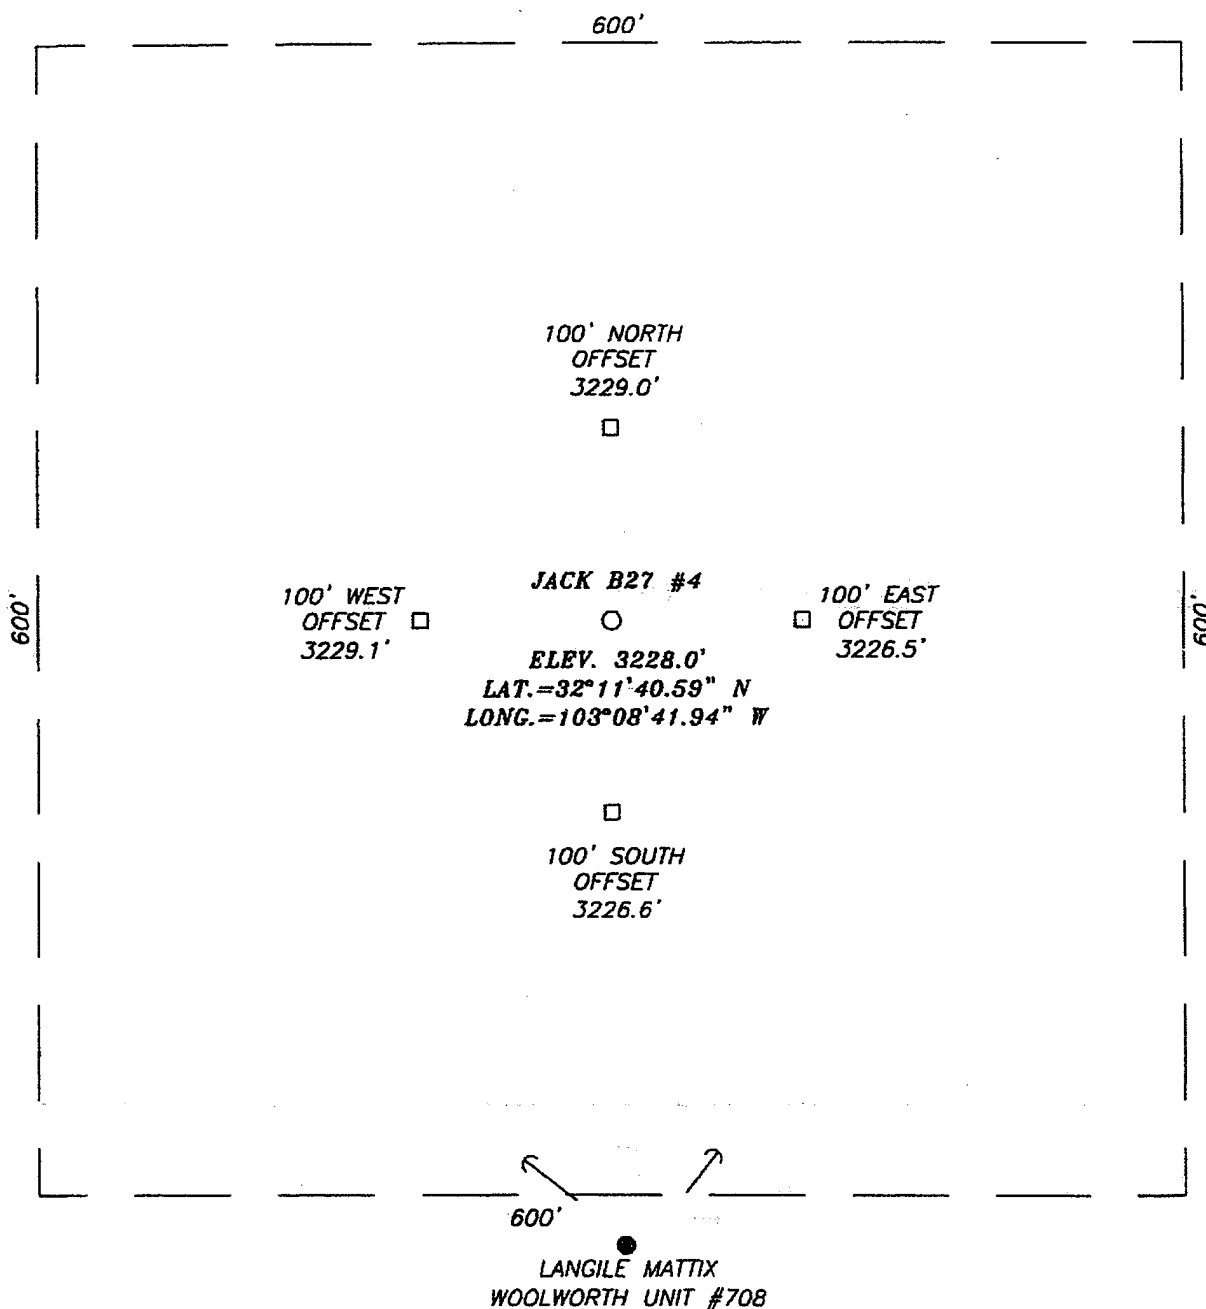 600'
100' NORTH
OFFSET
3229.0'
JACK B27 #4
100' WEST
OFFSET
3229.1'
100' EAST
OFFSET
3226.5'
600'
600'
ELEV. 3228.0'
LAT.=32°11'40.59" N
LONG.=103°08'41.94" W
100' SOUTH
OFFSET
3226.6'
600'
LANGILE MATTIX
WOOLWORTH UNIT #708